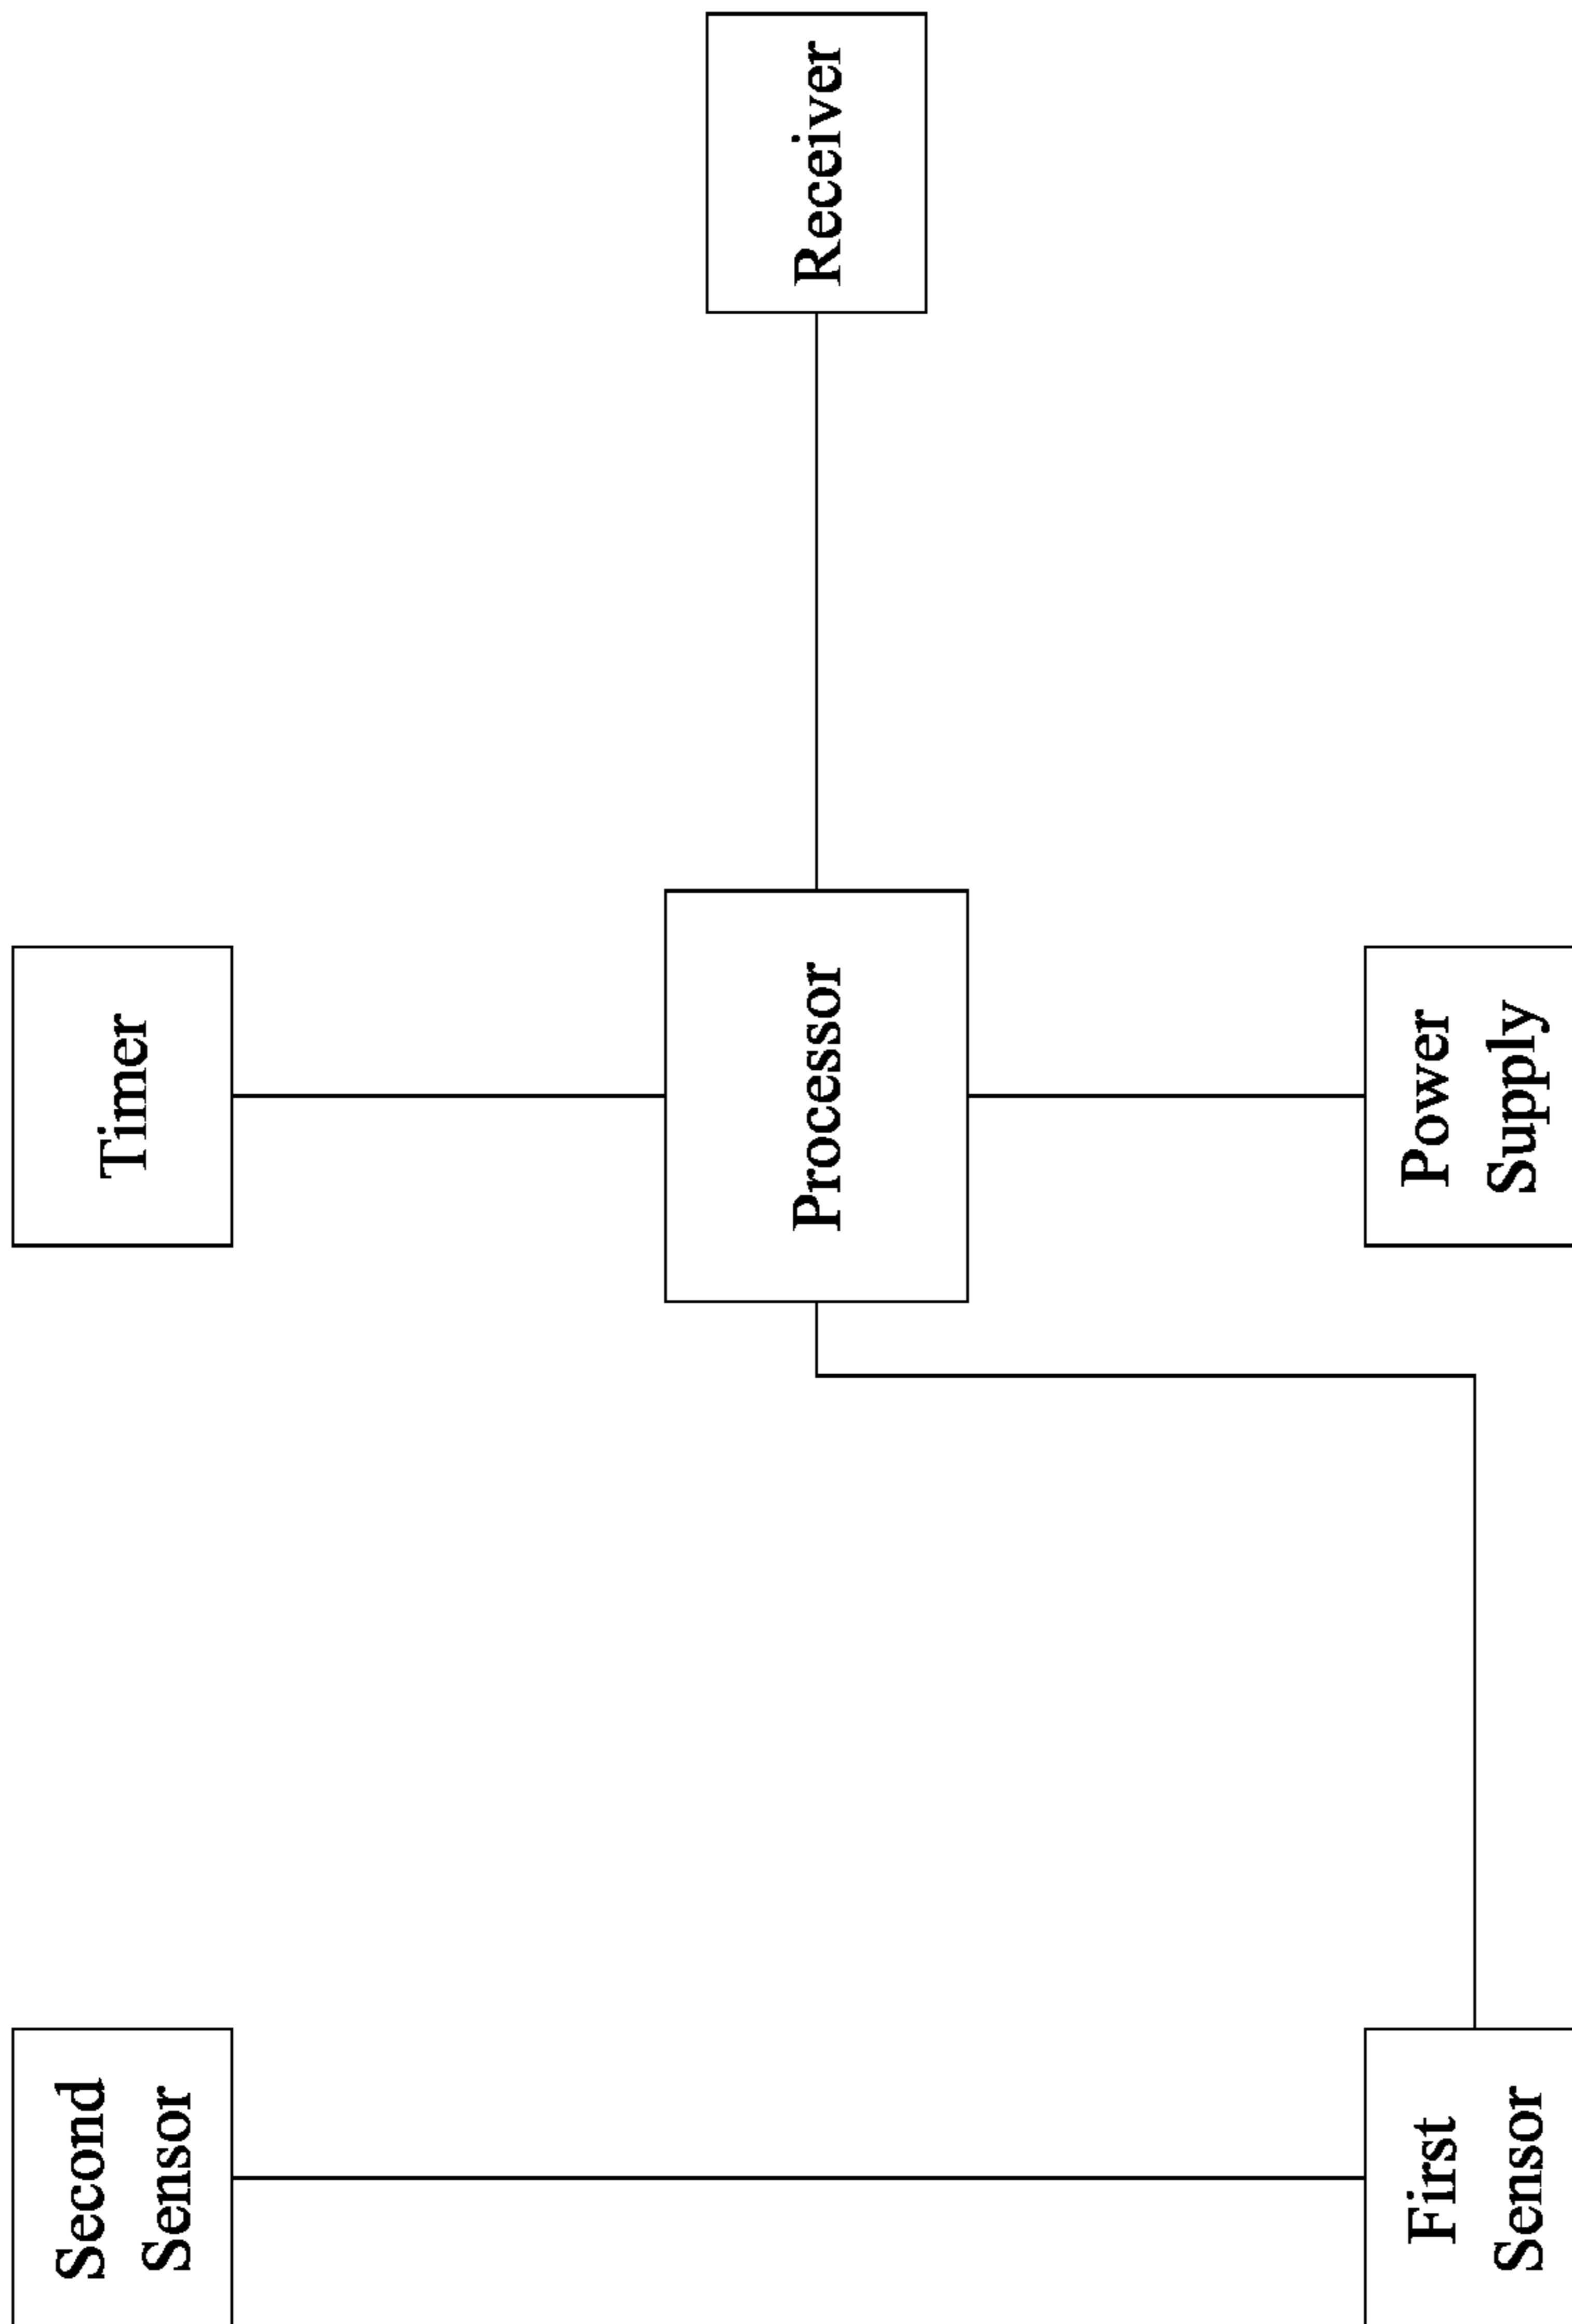 Second
Sensor
Timer
Receiver
Processor
First
Sensor
Power
Supply